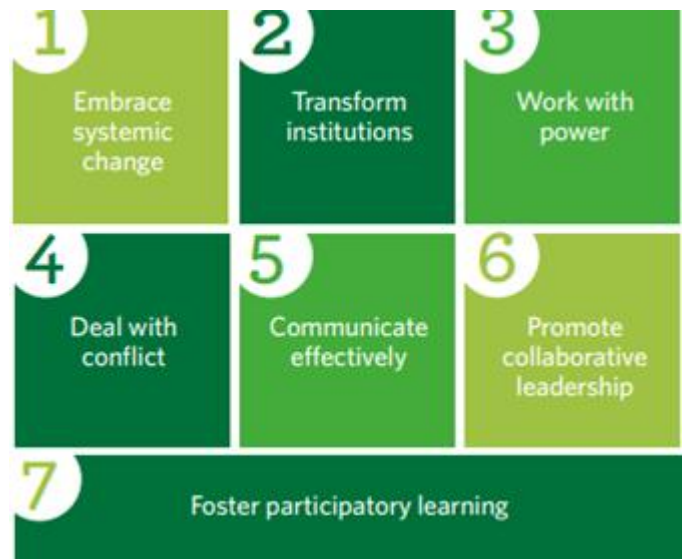 1
Embrace
systemic
change
2
Transform
institutions
3
Work with
power
4
Deal with
conflict
5
Communicate
effectively
6
Promote
collaborative
leadership
7
Foster participatory learning